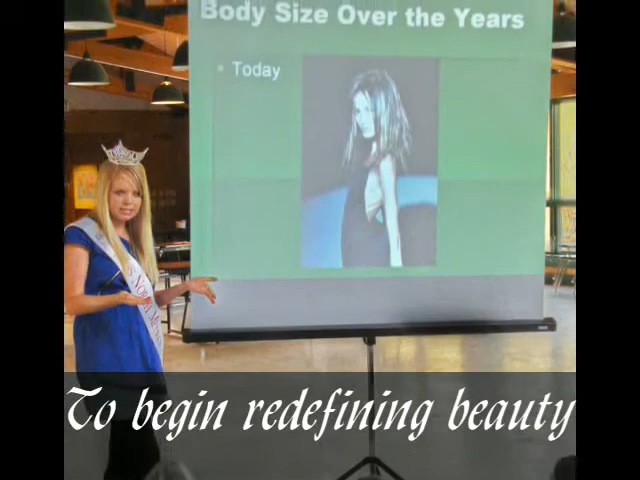 Body Size Over the Years
Today
To begin redefining beauty